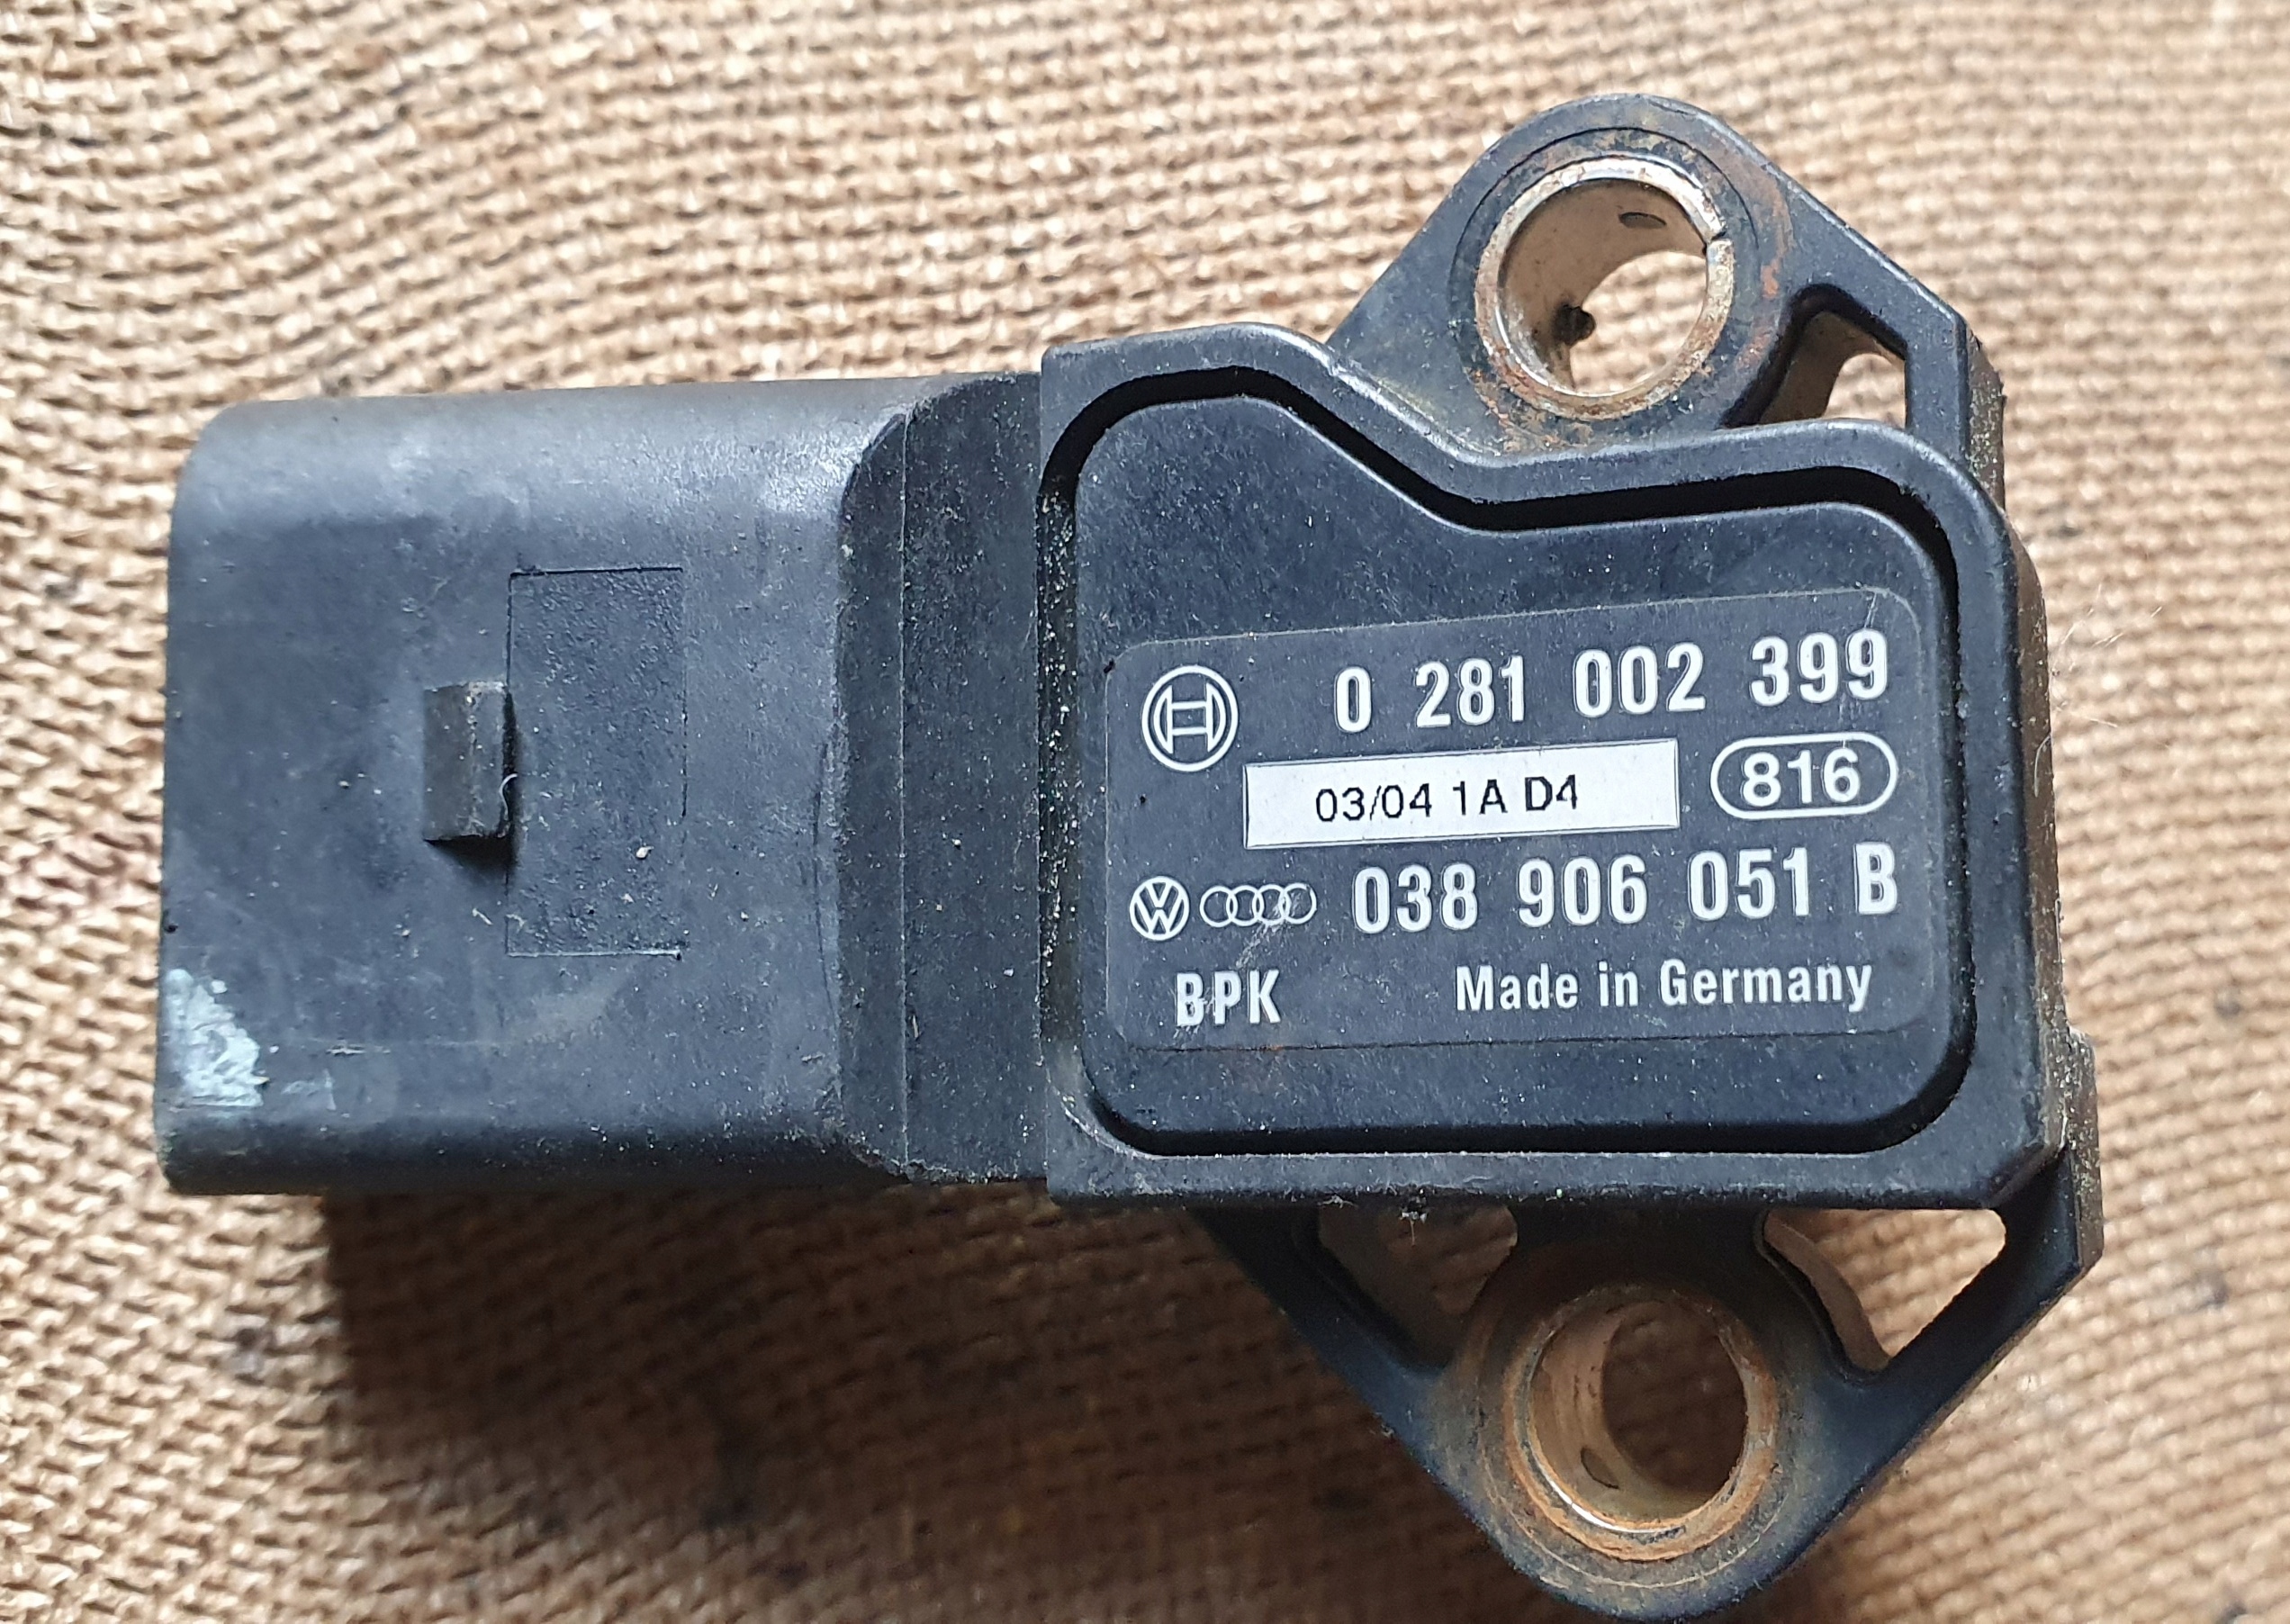 0 281 002 399
03/04 1A D4 816
038 906 051 B
BPK Made in Germany